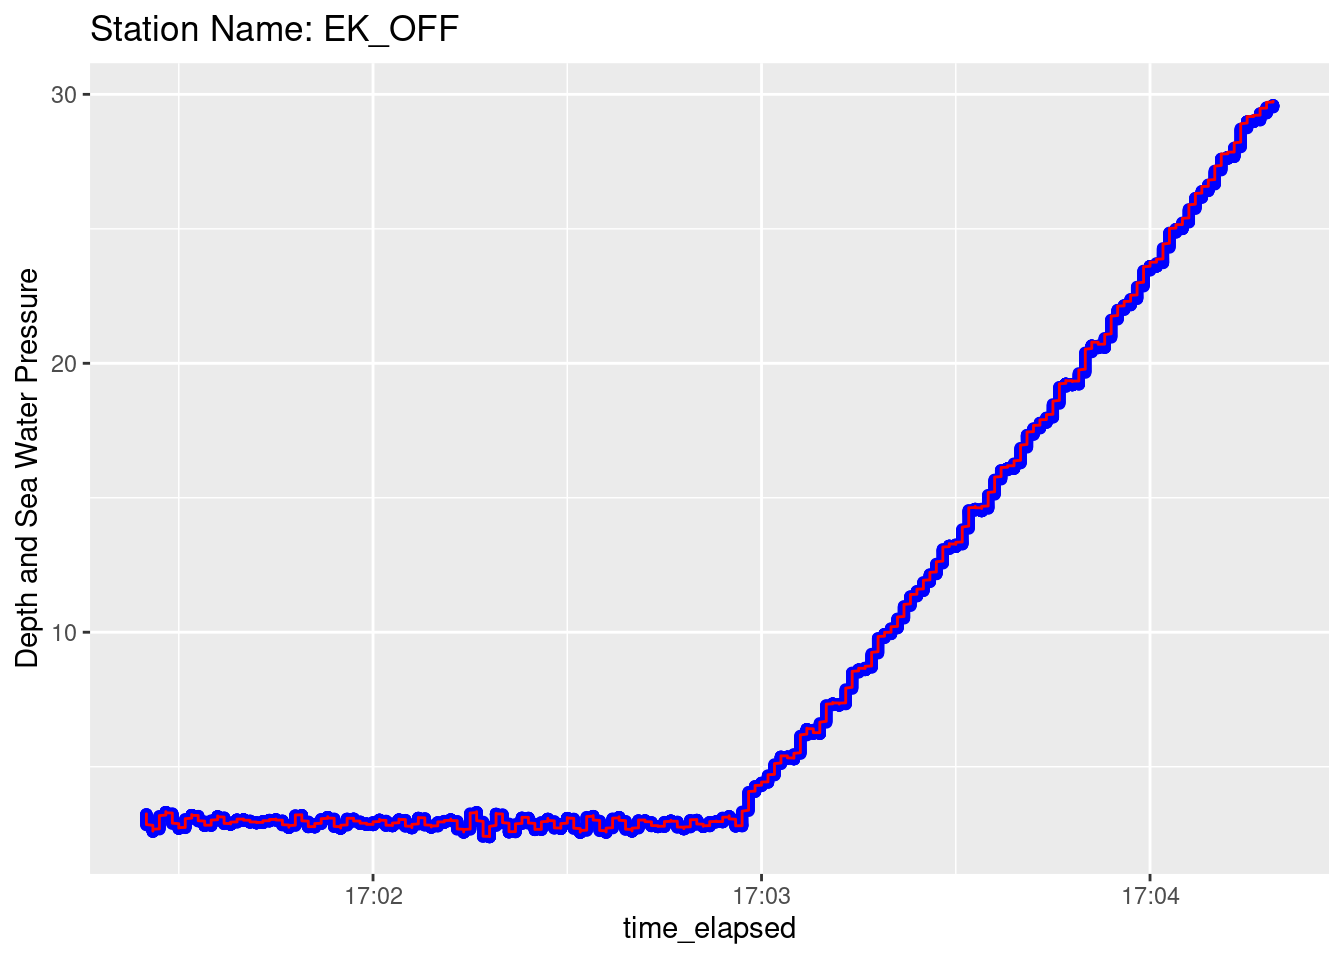 Station Name: EK_OFF
Depth and Sea Water Pressure
30
20
10
17:02
17:03
17:04
time_elapsed